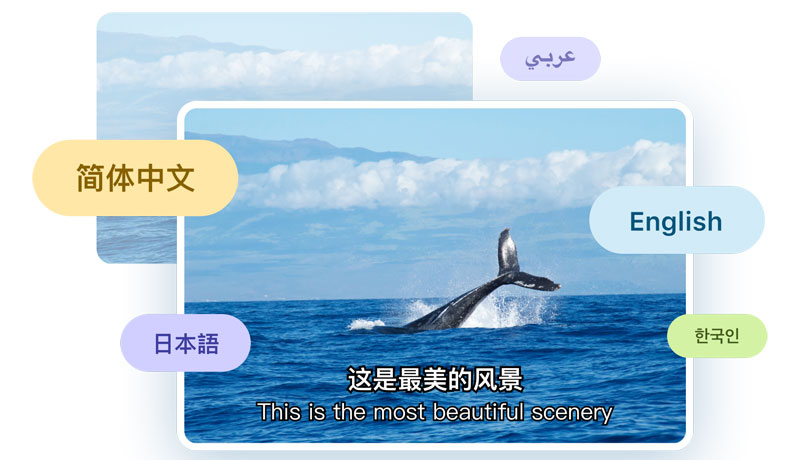 عربي
简体中文
English
日本語
한국인
这是最美的风景
This is the most beautiful scenery